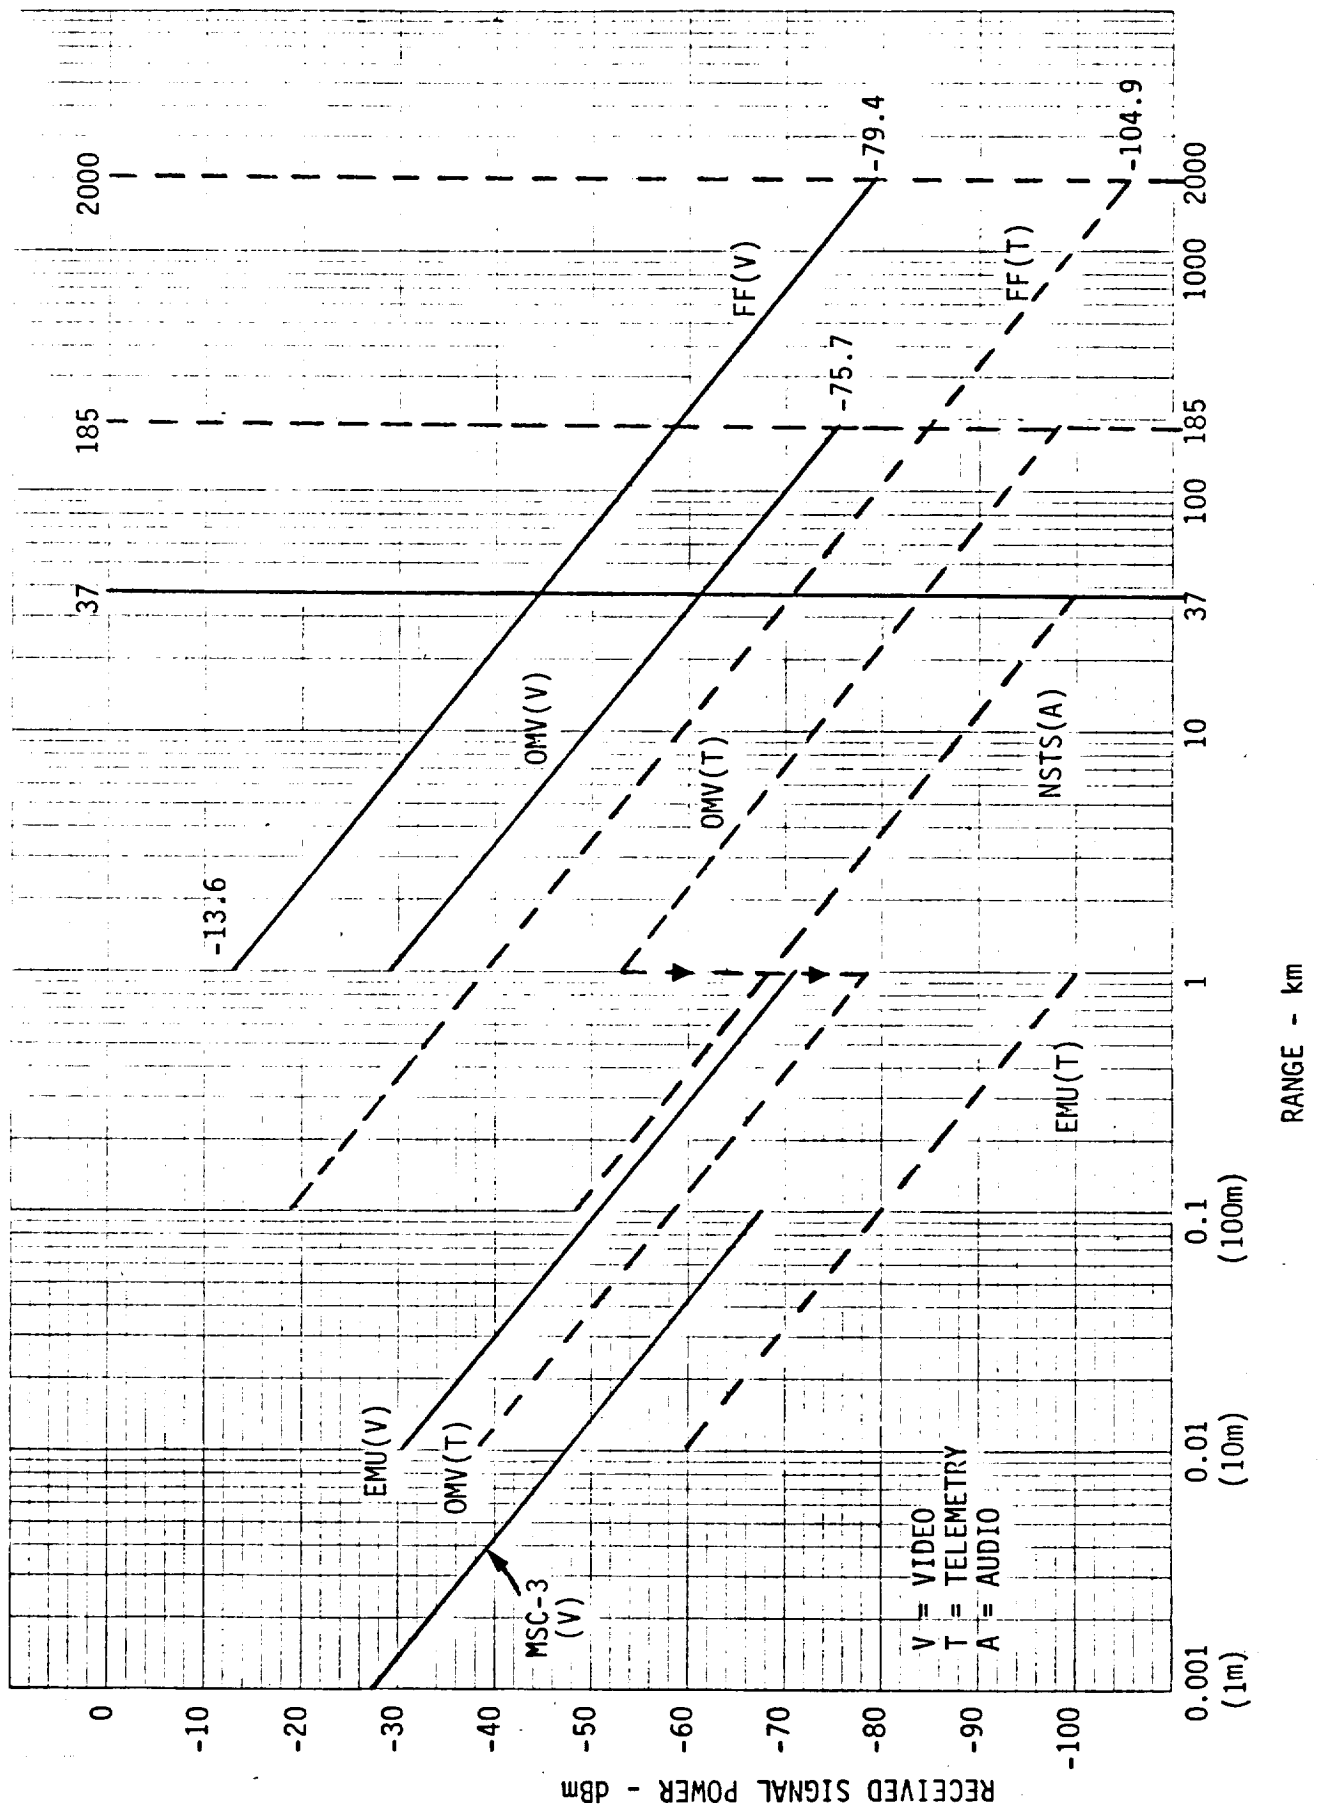 37
185
2000
0
-10
-20
-30
-40
-50
-60
-70
-80
-90
-100
RECEIVED SIGNAL POWER - dBm
-13.6
FF(V)
-79.4
OMV(V)
-75.7
OMV(T)
FF(T)
-104.9
NSTS(A)
EMU(V)
OMV(T)
MSC-3
(V)
EMU(T)
V = VIDEO
T = TELEMETRY
A = AUDIO
0.001
(1m)
0.01
(10m)
0.1
(100m)
1
10
37
100
185
1000
2000
RANGE - km